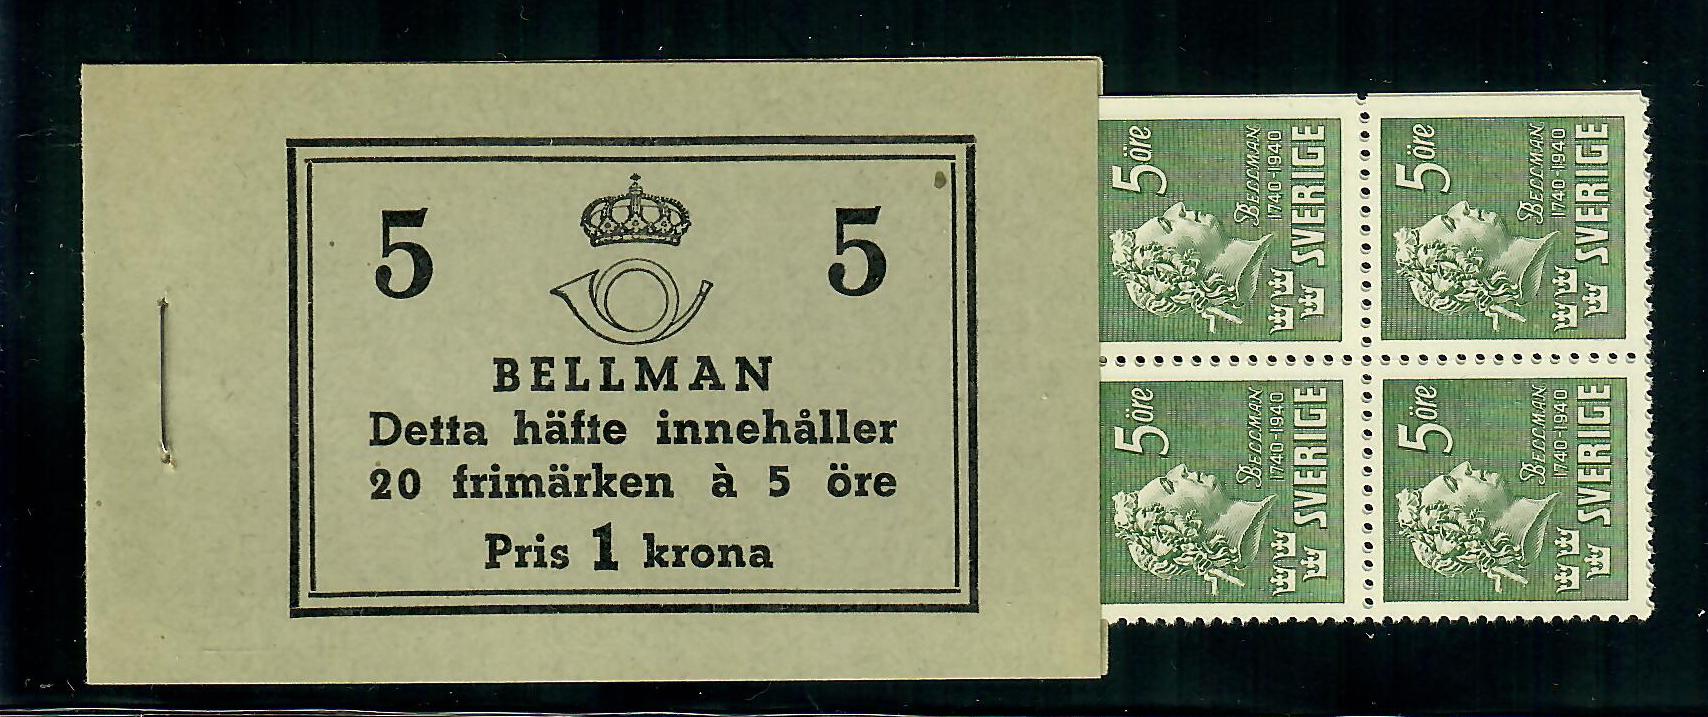 5 5
BELLMAN
Detta häfte innehåller
20 frimärken à 5 öre
Pris 1 krona
5 öre
BELLMAN
1740-1940
SVERIGE
5 öre
BELLMAN
1740-1940
SVERIGE
5 öre
BELLMAN
1740-1940
SVERIGE
5 öre
BELLMAN
1740-1940
SVERIGE